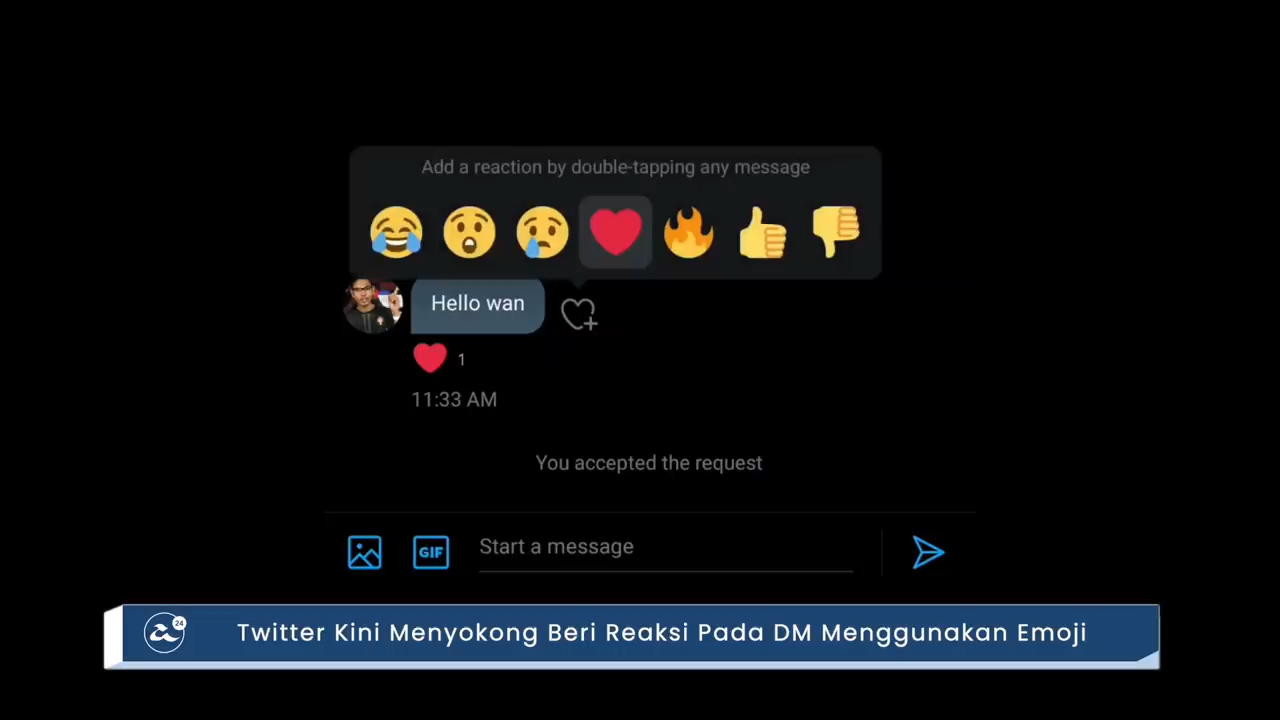 Add a reaction by double-tapping any message
Hello wan
1
11:33 AM
You accepted the request
GIF
Start a message
24
Twitter Kini Menyokong Beri Reaksi Pada DM Menggunakan Emoji